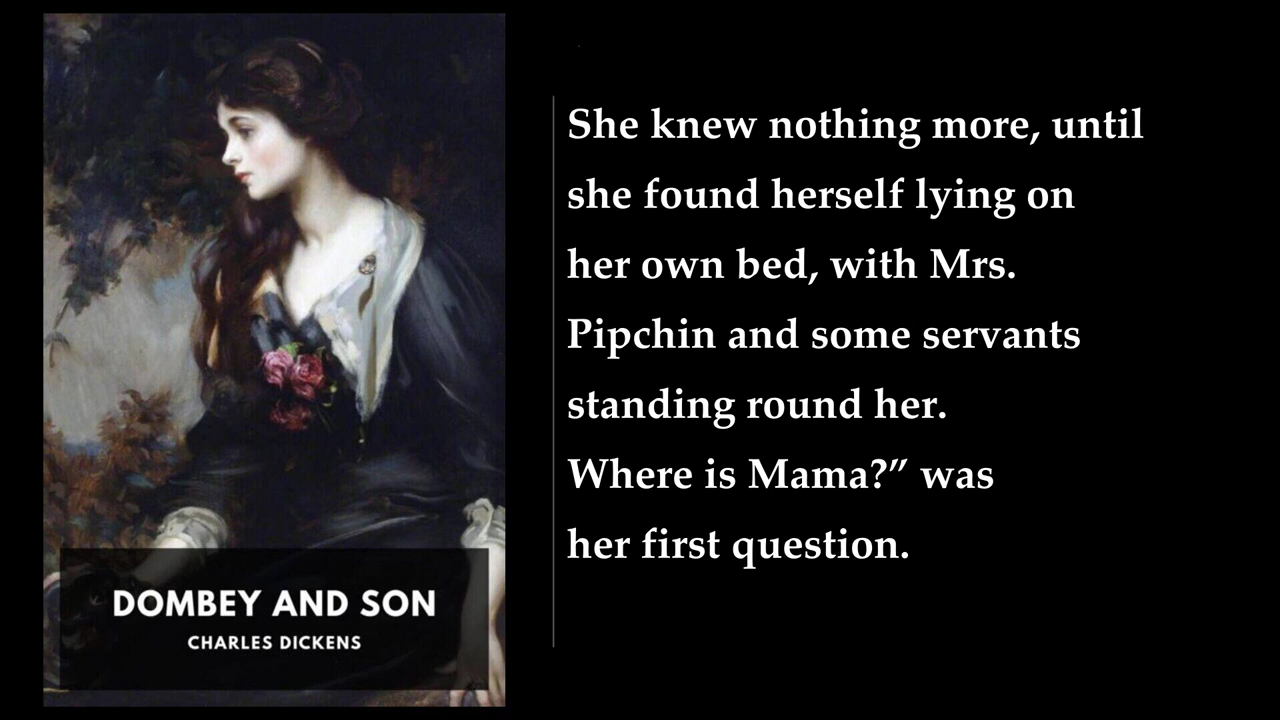 DOMBEY AND SON
CHARLES DICKENS
She knew nothing more, until
she found herself lying on
her own bed, with Mrs.
Pipchin and some servants
standing round her.
Where is Mama?” was
her first question.